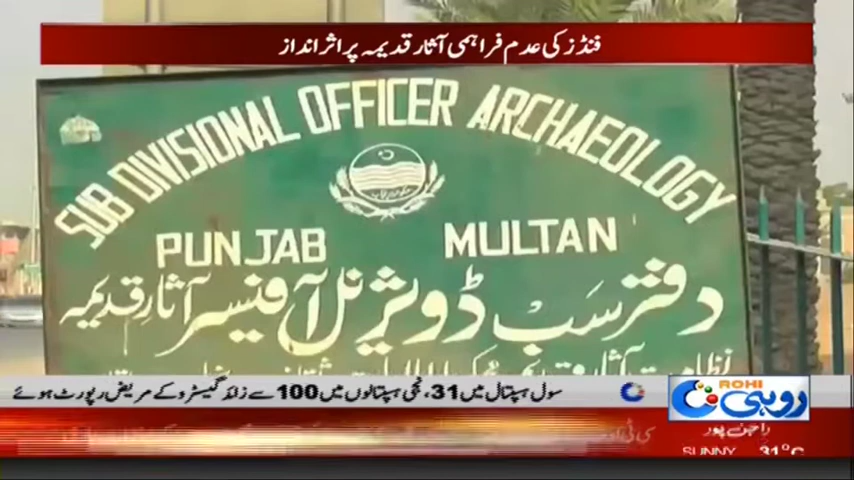 فنڈز کی عدم فراہمی آثار قدیمہ پر اثر انداز
SUB DIVISIONAL OFFICER ARCHAEOLOGY
PUNJAB MULTAN
دفتر سب ڈویژنل آفیسر آثار قدیمہ
سول ہسپتال میں 31، نجی ہسپتالوں میں 100 سے زائد گیسٹرو کے مریض رپورٹ ہوئے
ROHI
روہی
راجن پور
SUNNY 31°C